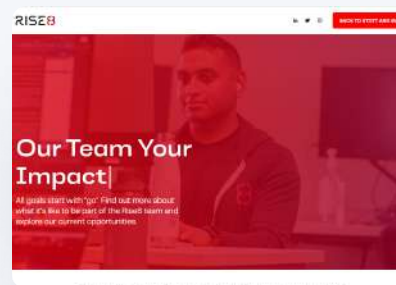 RISE8
Our Team Your
Impact|
All goals start with "go" Find out more about
what it's like to be part of the Rise8 team and
explore our current opportunities.